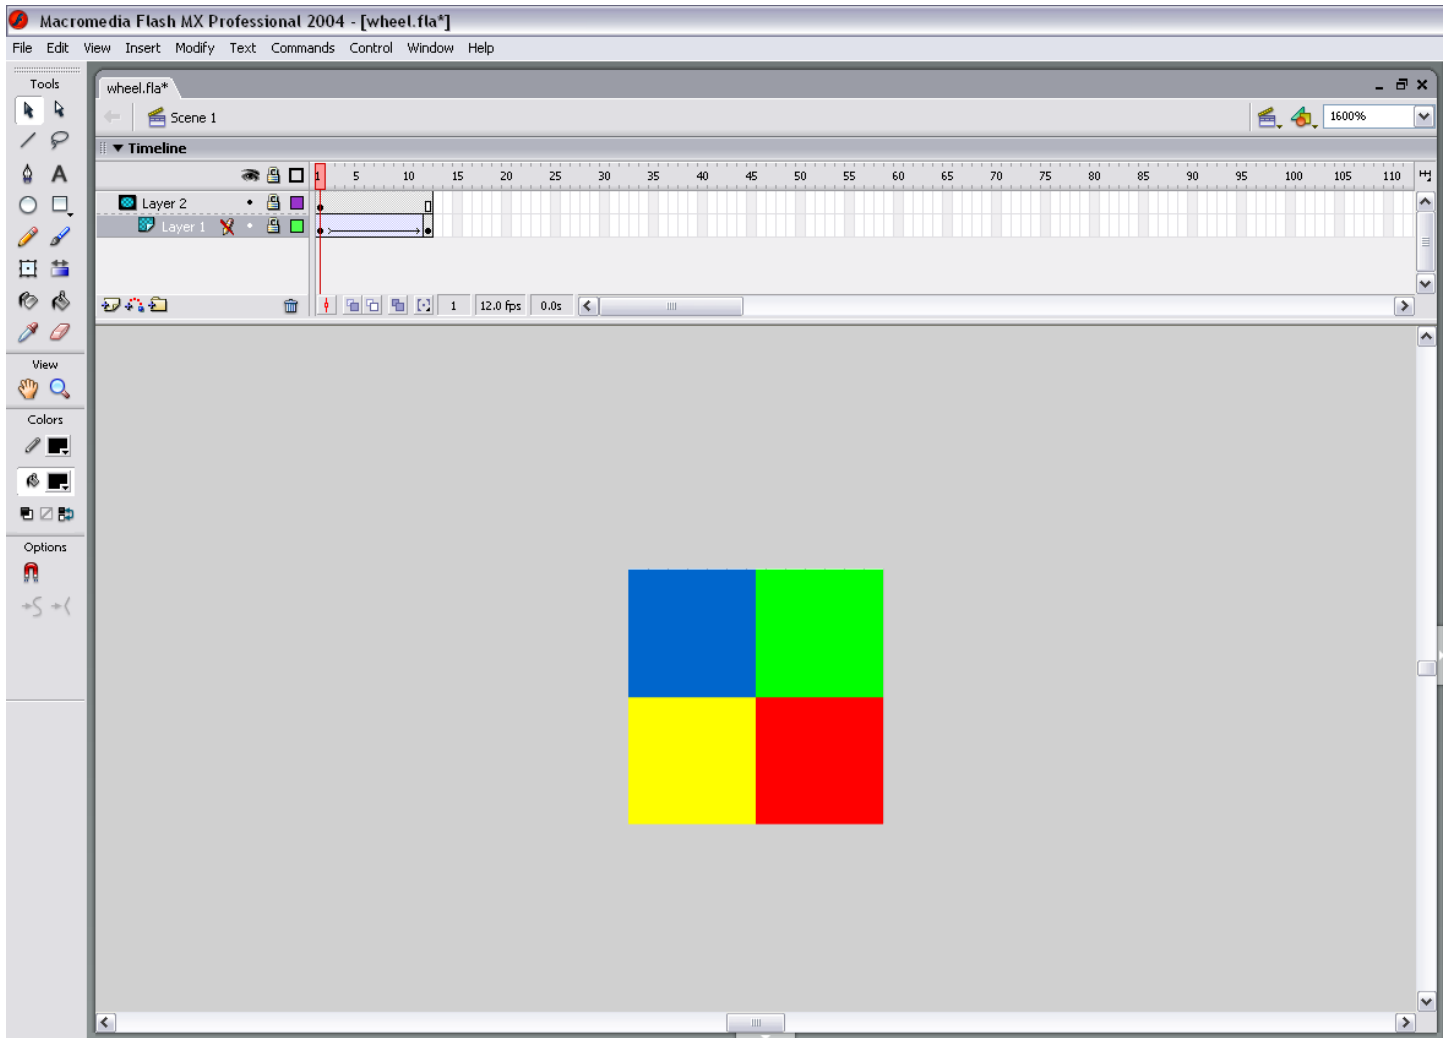 Macromedia Flash MX Professional 2004 - [wheel.fla*]
File Edit View Insert Modify Text Commands Control Window Help
Tools
wheel.fla*
Scene 1
1600%
Timeline
1 5 10 15 20 25 30 35 40 45 50 55 60 65 70 75 80 85 90 95 100 105 110
Layer 2
Layer 1
1 12.0 fps 0.0s
View
Colors
Options